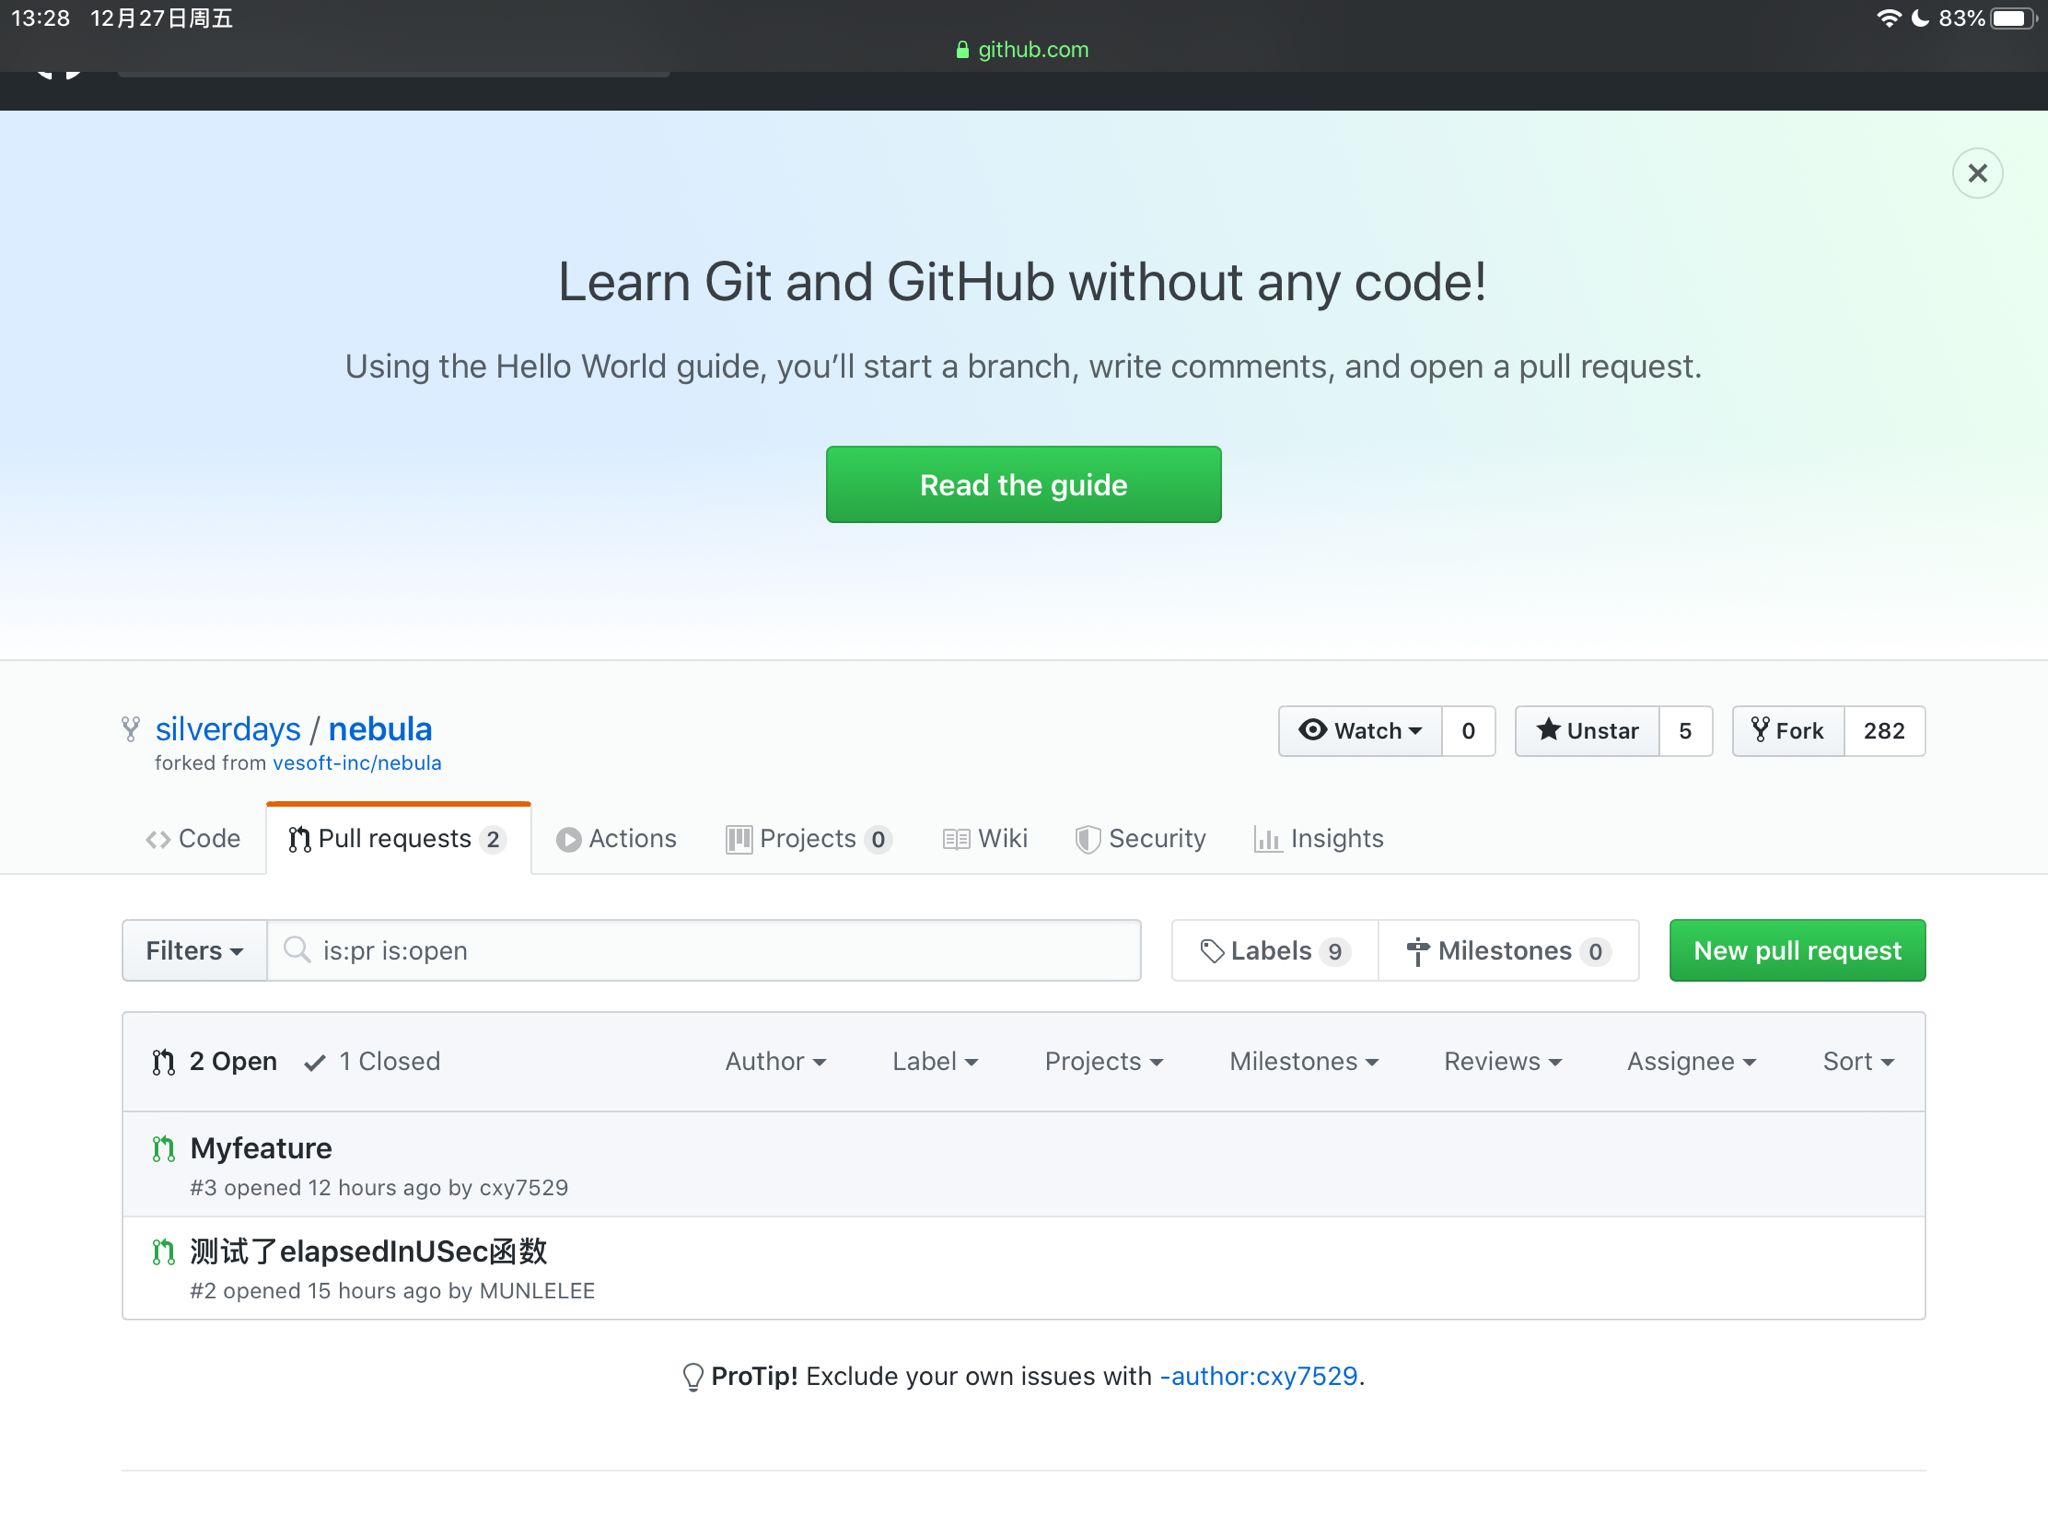 13:28 12月27日周五 83%
github.com
Learn Git and GitHub without any code!
Using the Hello World guide, you’ll start a branch, write comments, and open a pull request.
Read the guide
silverdays / nebula
forked from vesoft-inc/nebula
Watch 0 Unstar 5 Fork 282
Code Pull requests 2 Actions Projects 0 Wiki Security Insights
Filters is:pr is:open Labels 9 Milestones 0 New pull request
2 Open 1 Closed Author Label Projects Milestones Reviews Assignee Sort
Myfeature
#3 opened 12 hours ago by cxy7529
测试了elapsedInUSec函数
#2 opened 15 hours ago by MUNLELEE
ProTip! Exclude your own issues with -author:cxy7529.